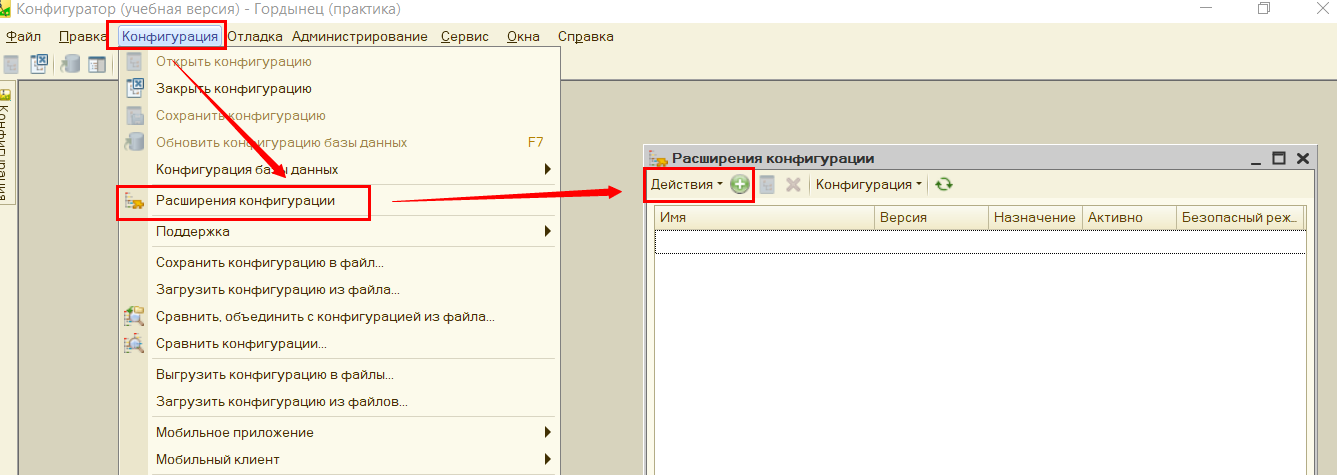 Конфигуратор (учебная версия) - Гордынец (практика)
Файл Правка Конфигурация Отладка Администрирование Сервис Окна Справка
Открыть конфигурацию
Закрыть конфигурацию
Сохранить конфигурацию
Обновить конфигурацию базы данных F7
Конфигурация базы данных
Расширения конфигурации
Поддержка
Сохранить конфигурацию в файл...
Загрузить конфигурацию из файла...
Сравнить, объединить с конфигурацией из файла...
Сравнить конфигурации...
Выгрузить конфигурацию в файлы...
Загрузить конфигурацию из файлов...
Мобильное приложение
Мобильный клиент
Конфигурация
Расширения конфигурации
Действия Конфигурация
Имя Версия Назначение Активно Безопасный реж...